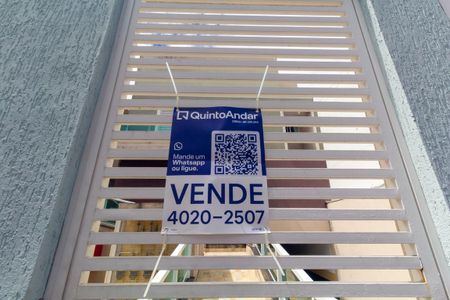 QuintoAndar
Mande um
Whatsapp
ou ligue.
VENDE
4020-2507